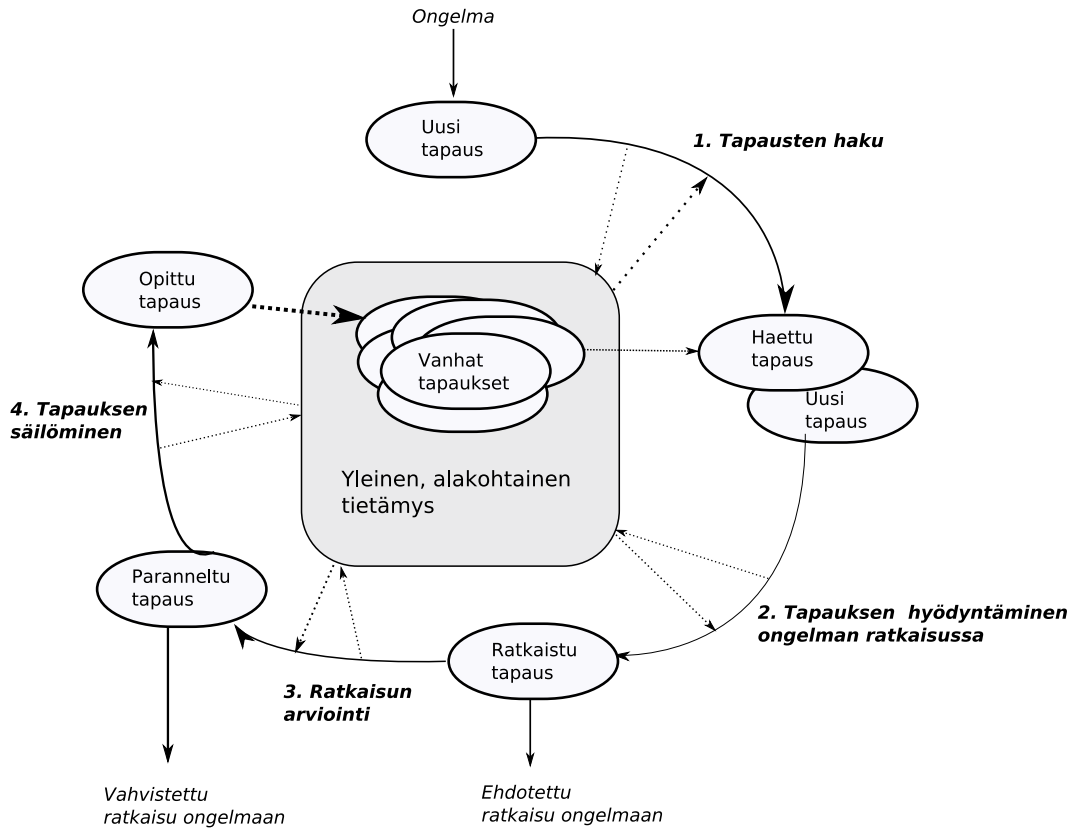 Ongelma
Uusi
tapaus
1. Tapausten haku
Opittu
tapaus
Haettu
tapaus
Vanhat
tapaukset
Uusi
tapaus
4. Tapauksen
säilöminen
Yleinen, alakohtainen
tietämys
Paranneltu
tapaus
2. Tapauksen hyödyntäminen
ongelman ratkaisussa
Ratkaistu
tapaus
3. Ratkaisun
arviointi
Vahvistettu
ratkaisu ongelmaan
Ehdotettu
ratkaisu ongelmaan